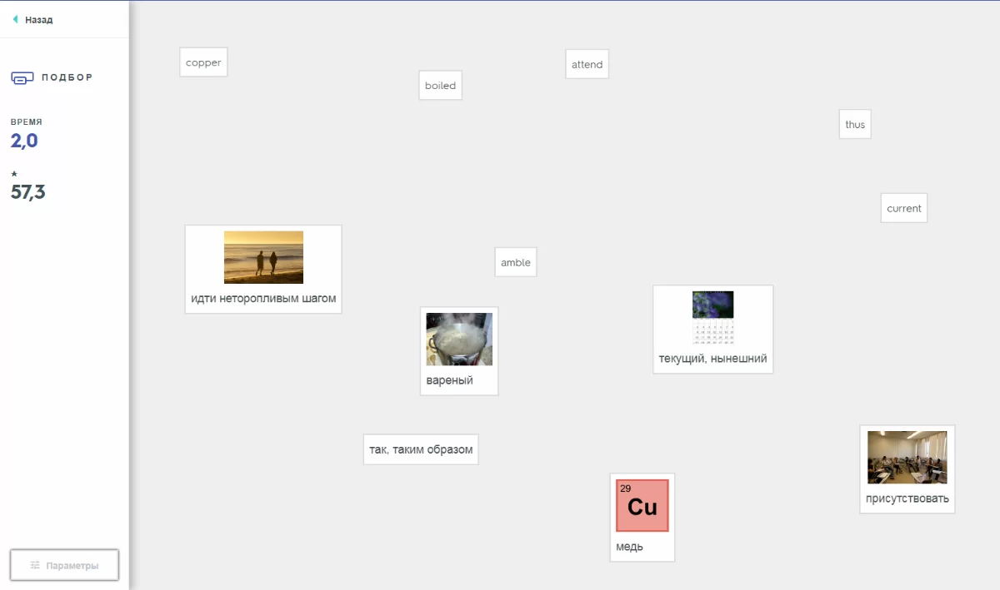 Назад
ПОДБОР
ВРЕМЯ
2,0
57,3
Параметры
copper
attend
boiled
thus
current
amble
идти неторопливым шагом
текущий, нынешний
вареный
так, таким образом
29
Cu
медь
присутствовать